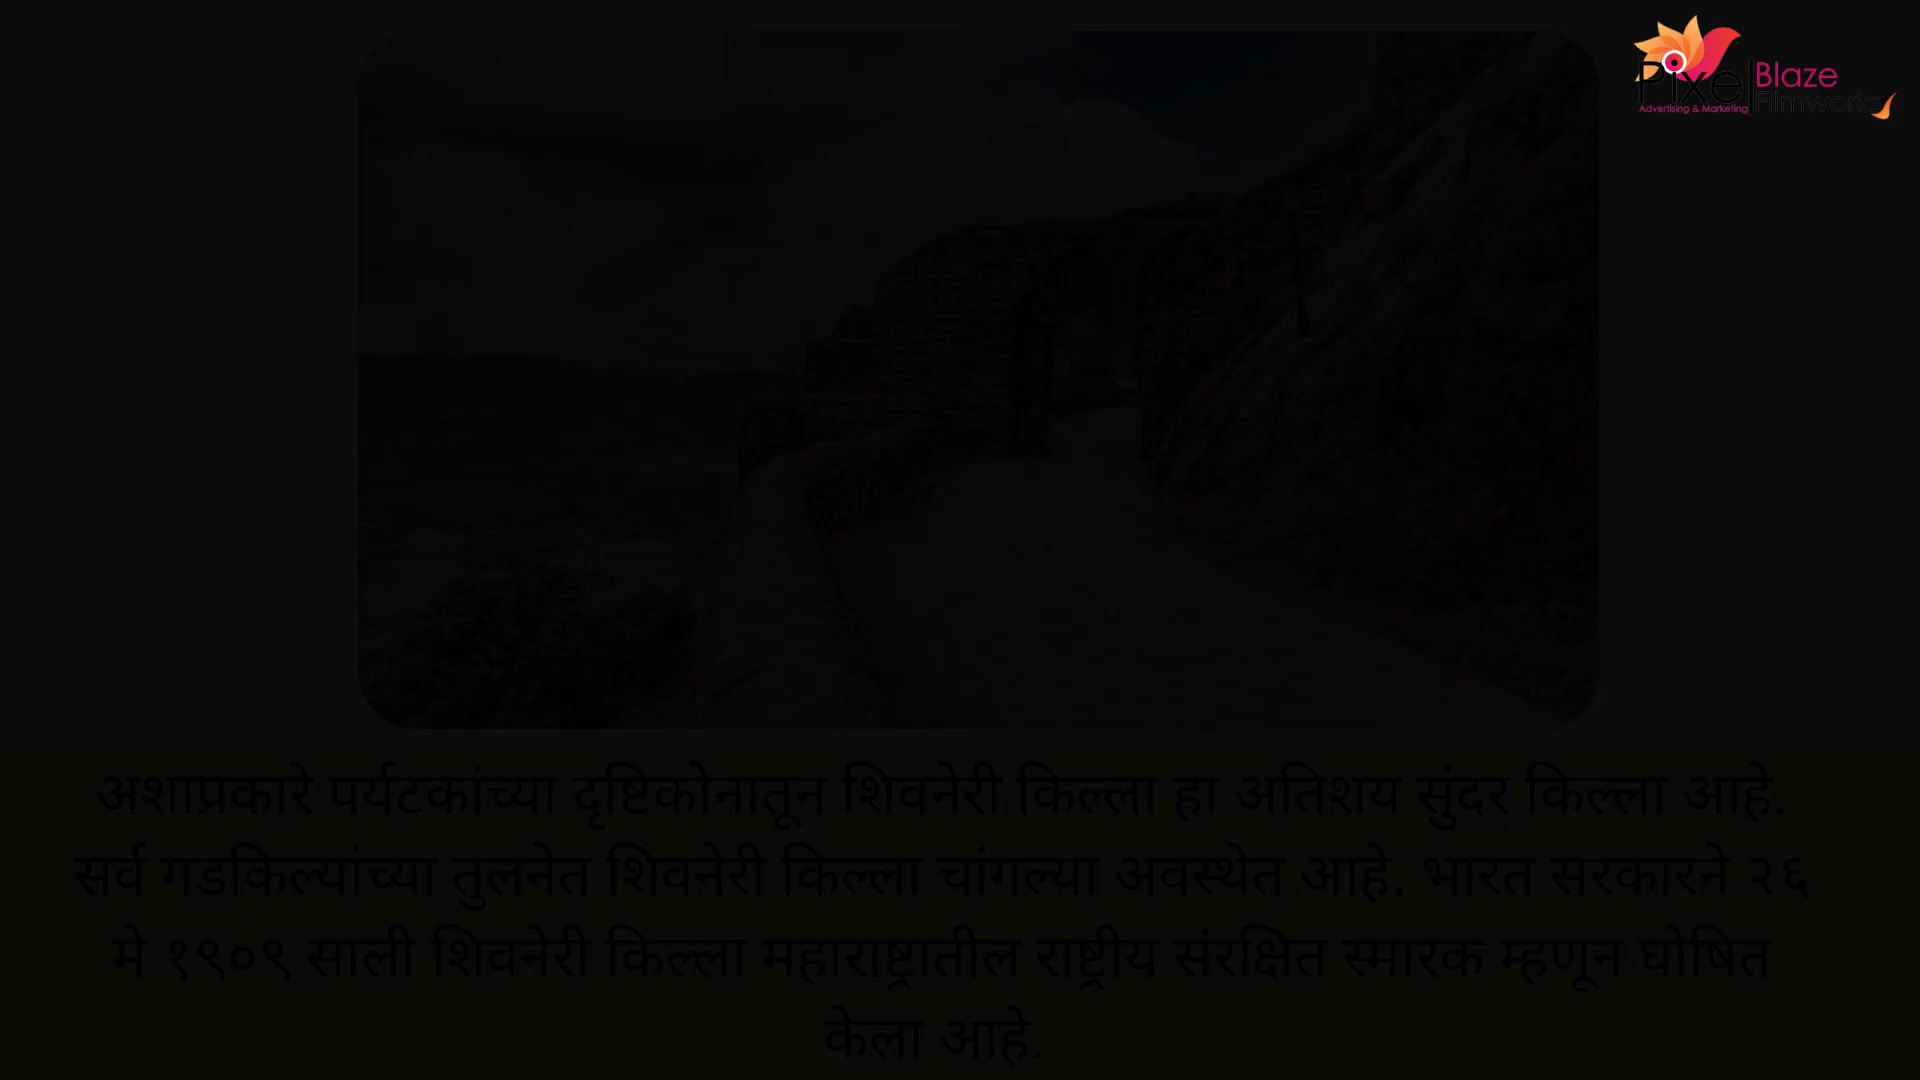 Pixel Blaze
Advertising & Marketing Filmworks
अशाप्रकारे पर्यटकांच्या दृष्टिकोनातून शिवनेरी किल्ला हा अतिशय सुंदर किल्ला आहे.
सर्व गडकिल्यांच्या तुलनेत शिवनेरी किल्ला चांगल्या अवस्थेत आहे. भारत सरकारने २६
मे १९०९ साली शिवनेरी किल्ला महाराष्ट्रातील राष्ट्रीय संरक्षित स्मारक म्हणून घोषित
केला आहे.